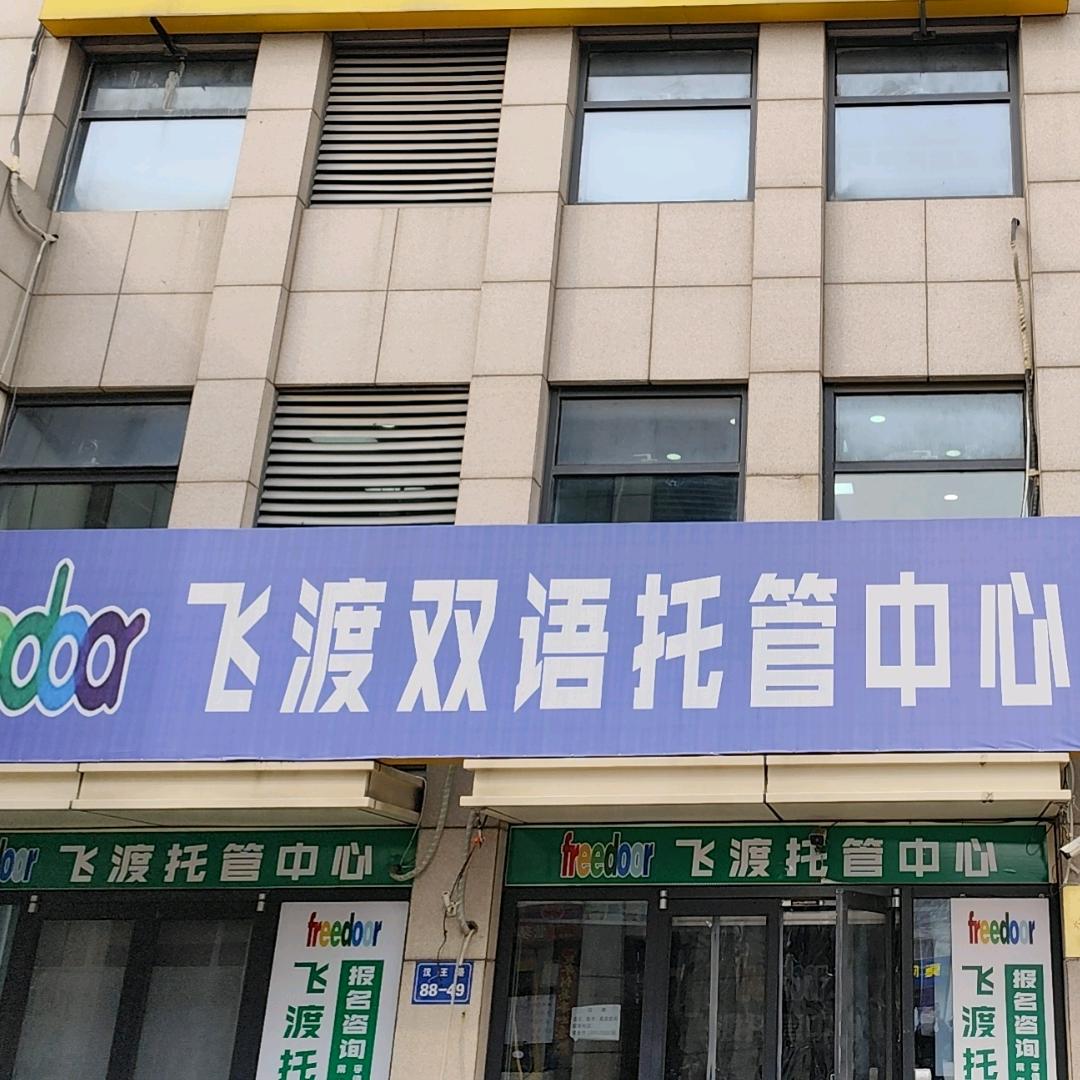 飞渡双语托管中心
飞渡托管中心
freedoor 飞渡托管中心
freedoor
飞渡托
报名咨询
汉王路
88-49
freedoor
飞渡托
报名咨询